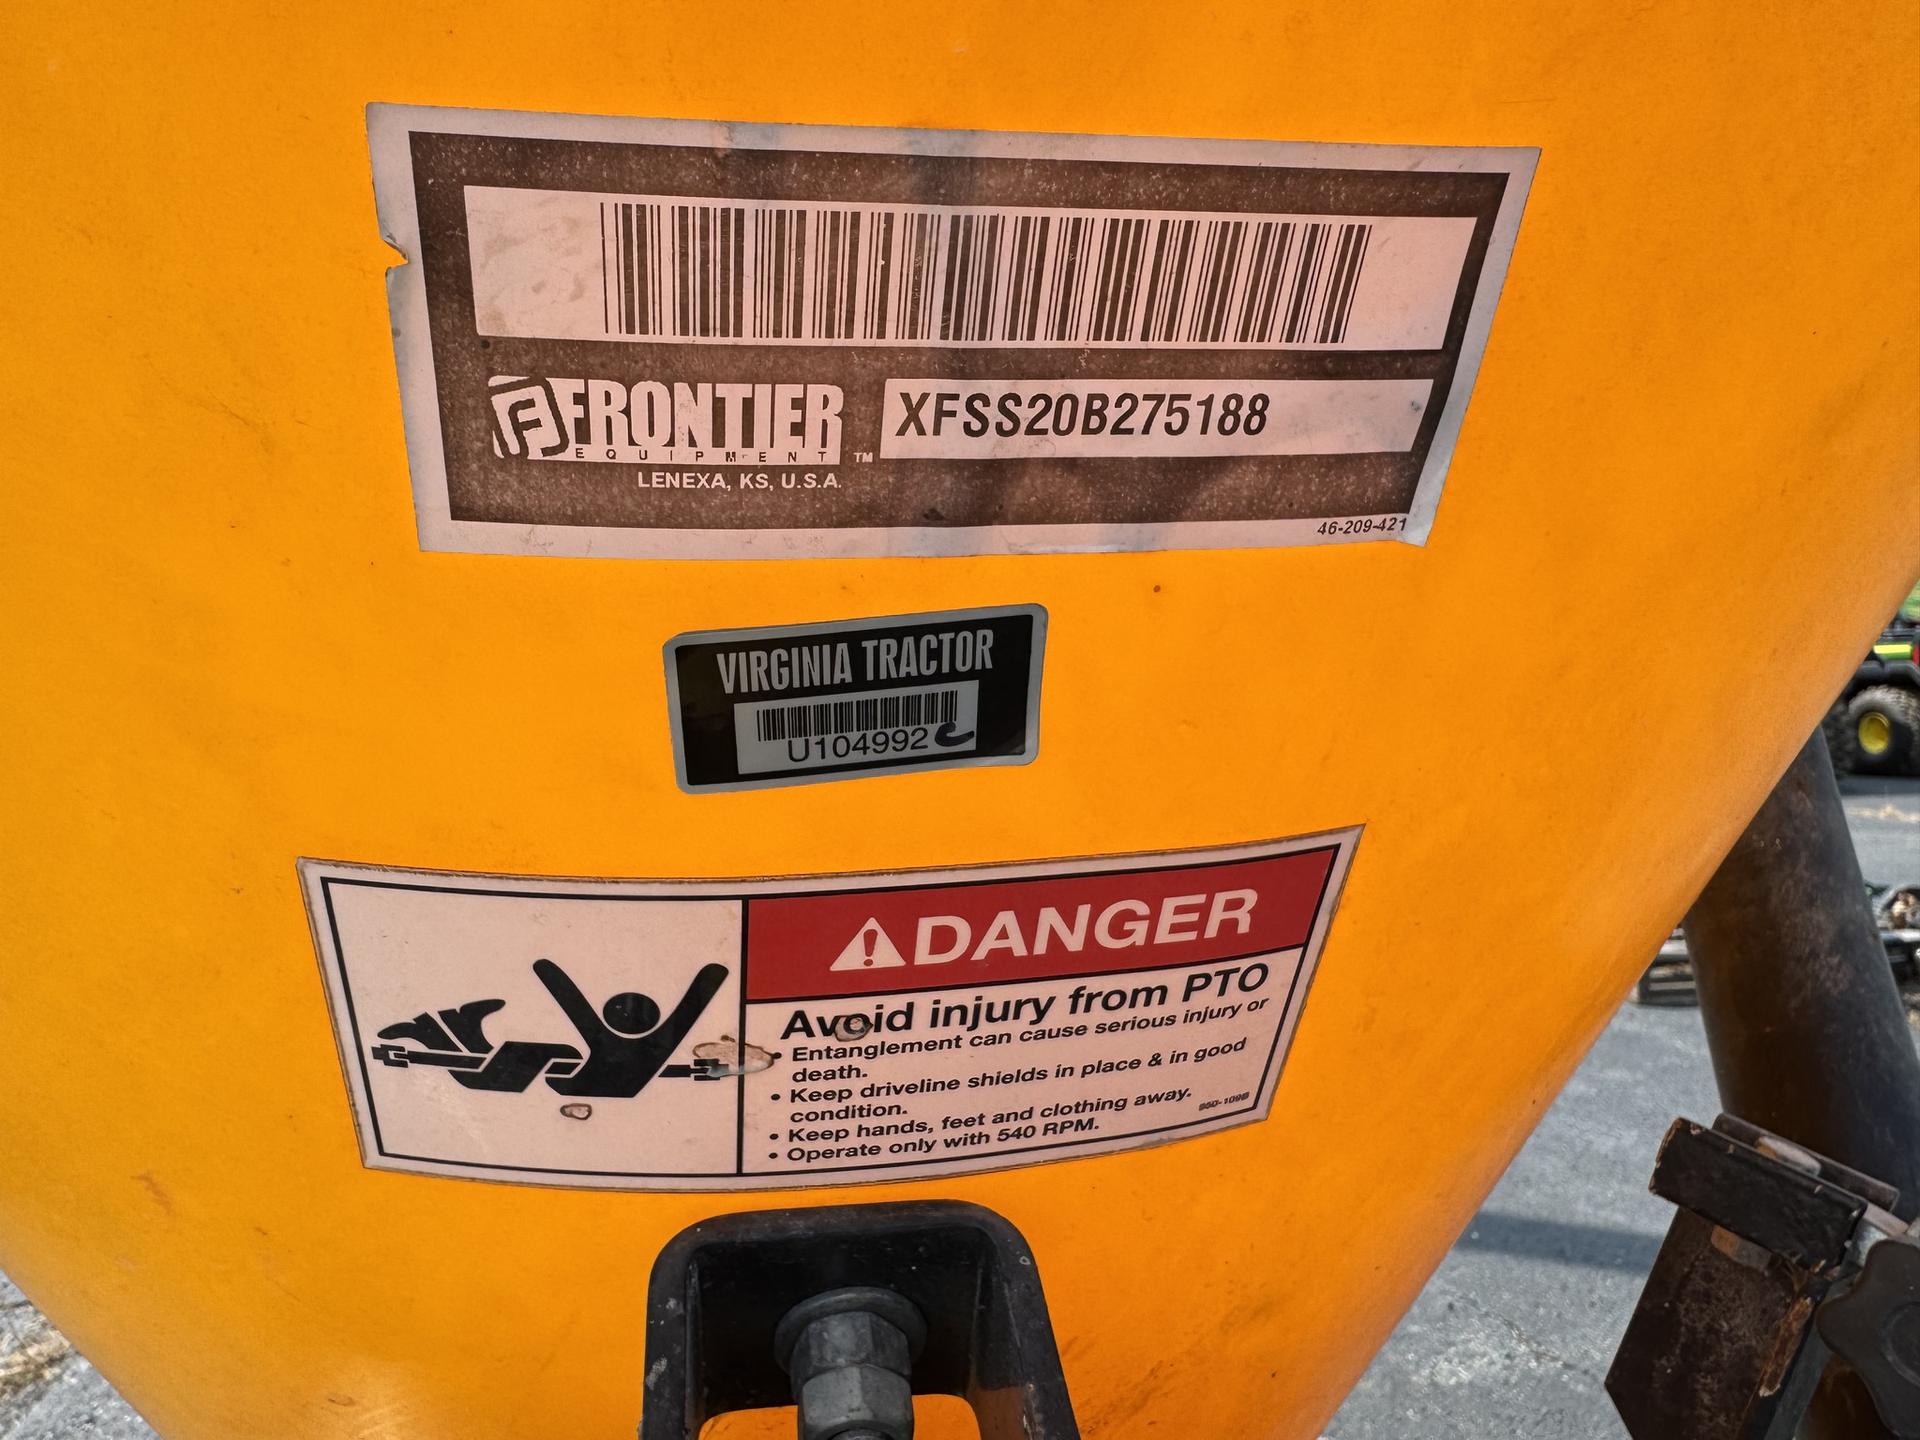 FRONTIER
EQUIPMENT ™
LENEXA, KS, U.S.A.
XFSS20B275188
46-209-421
VIRGINIA TRACTOR
U104992
DANGER
Avoid injury from PTO
• Entanglement can cause serious injury or
death.
• Keep driveline shields in place & in good
condition.
• Keep hands, feet and clothing away.
• Operate only with 540 RPM.